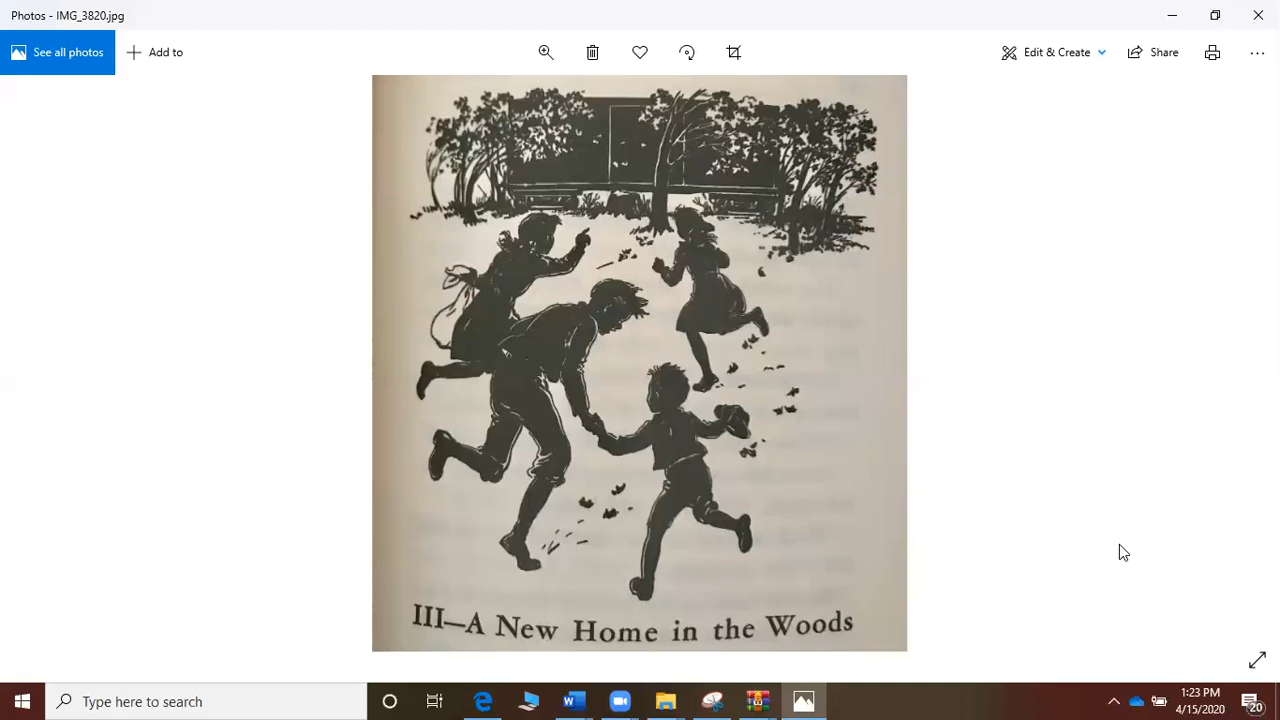 Photos - IMG_3820.jpg
See all photos
Add to
Edit & Create
Share
III—A New Home in the Woods
Type here to search
1:23 PM
4/15/2020
20